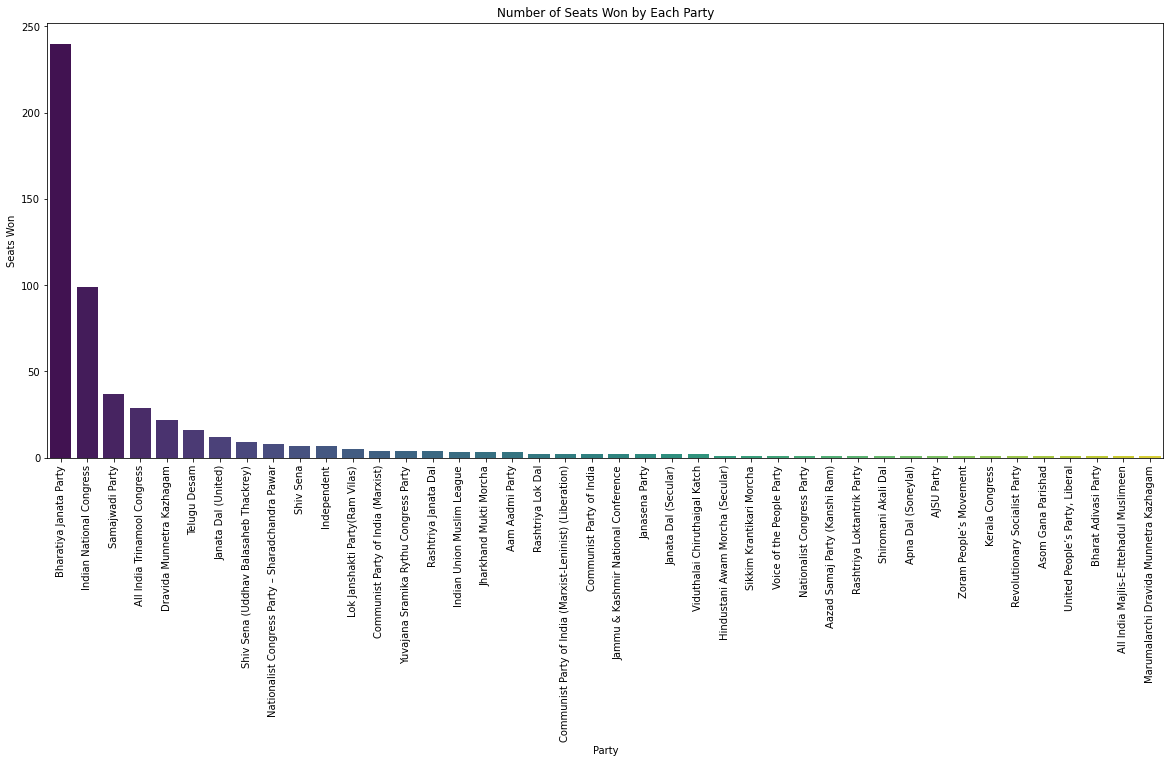 Number of Seats Won by Each Party
Seats Won
250
200
150
100
50
0
Bharatiya Janata Party
Indian National Congress
Samajwadi Party
All India Trinamool Congress
Dravida Munnetra Kazhagam
Telugu Desam
Janata Dal (United)
Shiv Sena (Uddhav Balasaheb Thackrey)
Nationalist Congress Party – Sharadchandra Pawar
Shiv Sena
Independent
Lok Janshakti Party(Ram Vilas)
Communist Party of India (Marxist)
Yuvajana Sramika Rythu Congress Party
Rashtriya Janata Dal
Indian Union Muslim League
Jharkhand Mukti Morcha
Aam Aadmi Party
Rashtriya Lok Dal
Communist Party of India (Marxist-Leninist) (Liberation)
Communist Party of India
Jammu & Kashmir National Conference
Janasena Party
Janata Dal (Secular)
Viduthalai Chiruthaigal Katch
Hindustani Awam Morcha (Secular)
Sikkim Krantikari Morcha
Voice of the People Party
Nationalist Congress Party
Aazad Samaj Party (Kanshi Ram)
Rashtriya Loktantrik Party
Shiromani Akali Dal
Apna Dal (Soneylal)
AJSU Party
Zoram People’s Movement
Kerala Congress
Revolutionary Socialist Party
Asom Gana Parishad
United People’s Party, Liberal
Bharat Adivasi Party
All India Majlis-E-Ittehadul Muslimeen
Marumalarchi Dravida Munnetra Kazhagam
Party